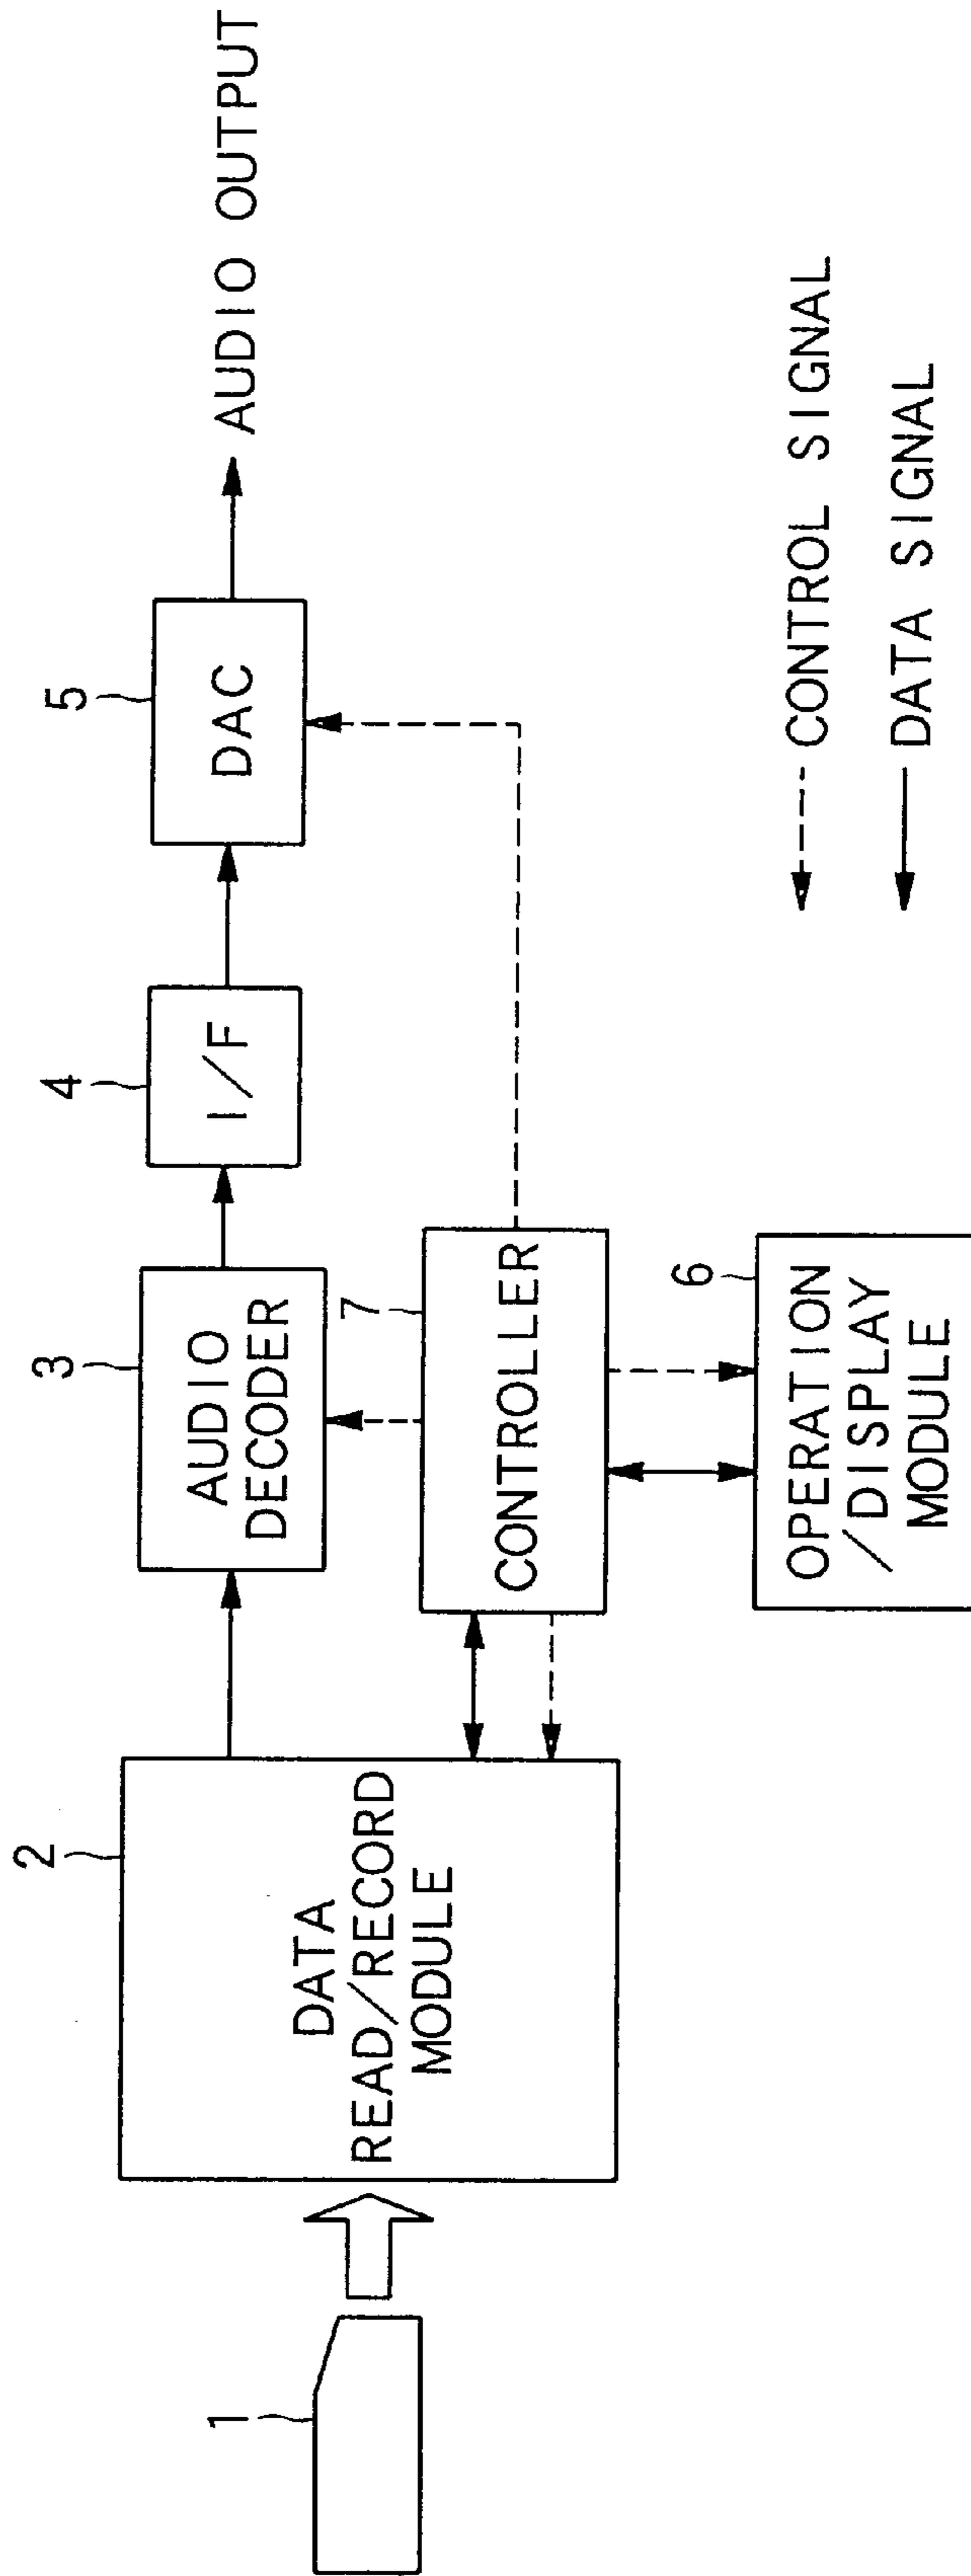 1
2
DATA
READ/RECORD
MODULE
3
AUDIO
DECODER
4
I/F
5
DAC
AUDIO OUTPUT
7
CONTROLLER
6
OPERATION
/DISPLAY
MODULE
CONTROL SIGNAL
DATA SIGNAL